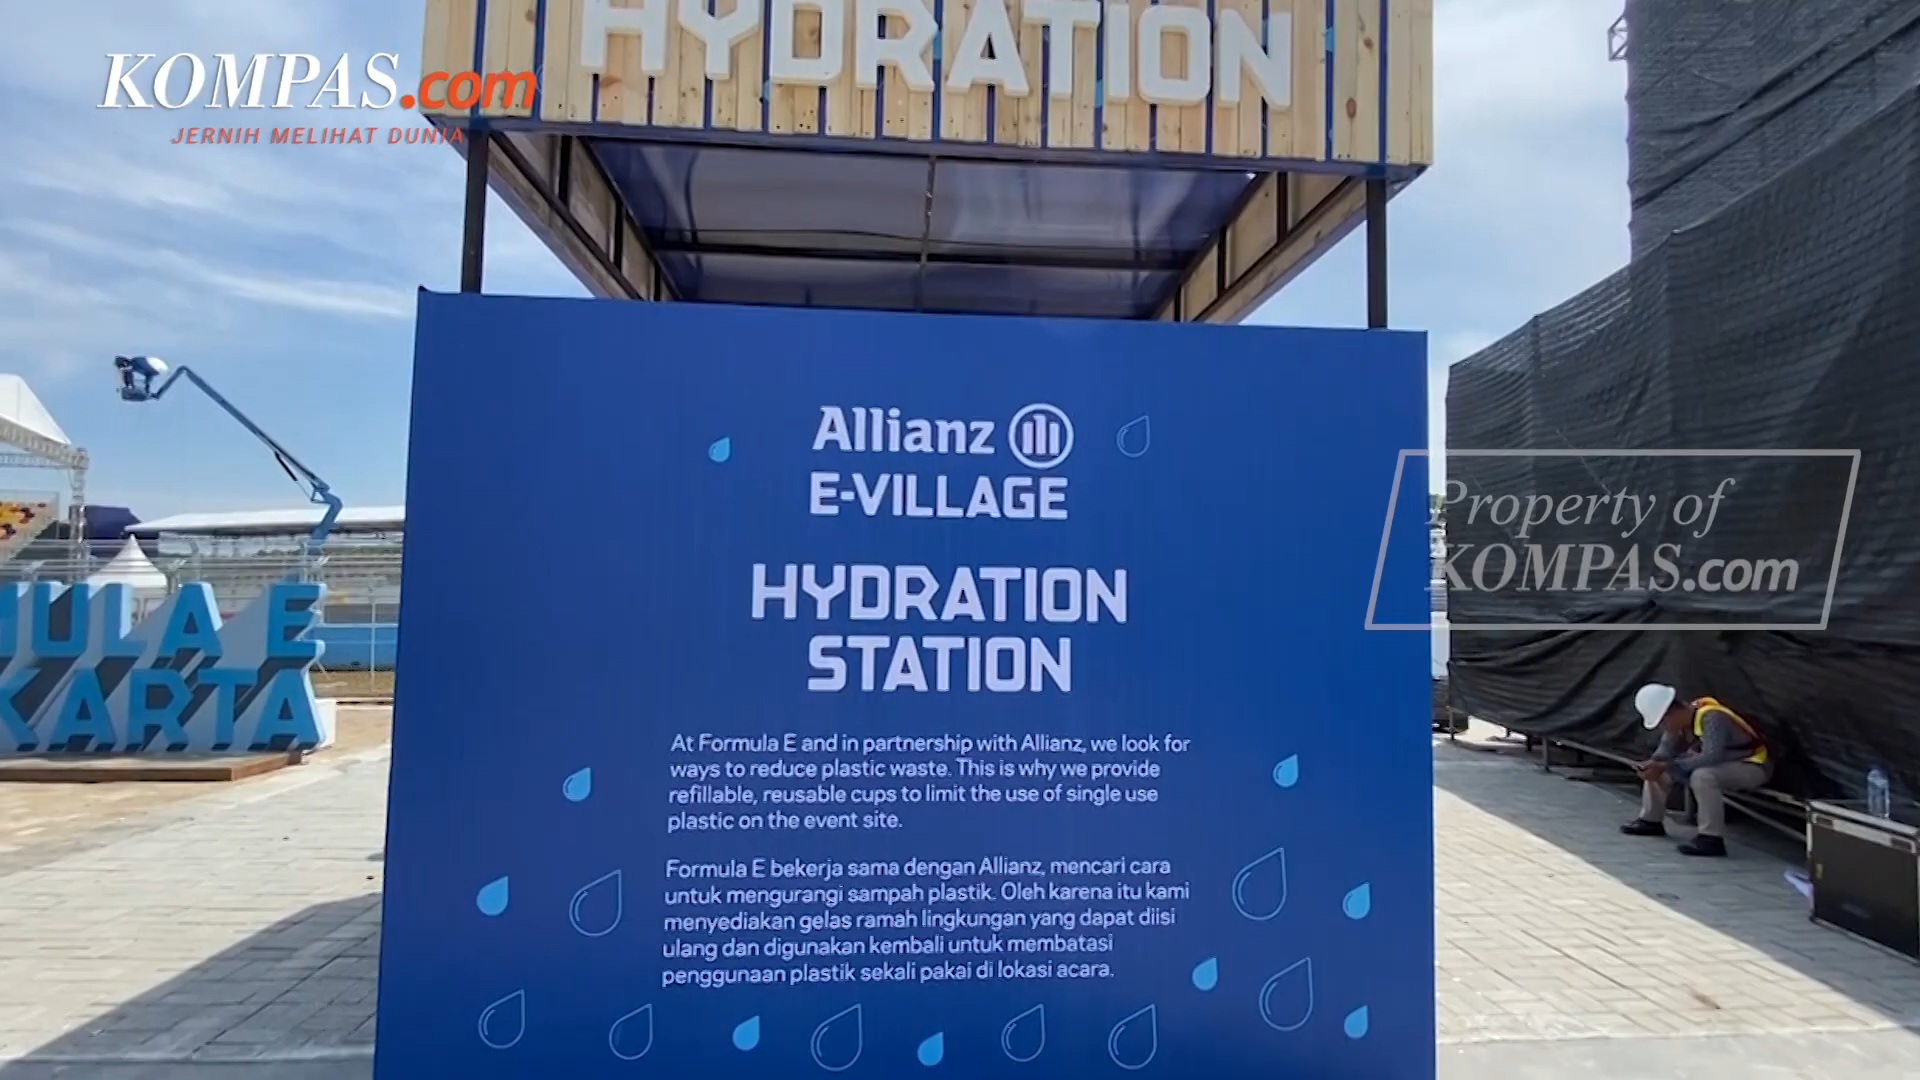 HYDRATION
KOMPAS.com
JERNIH MELIHAT DUNIA
Allianz
E-VILLAGE
HYDRATION
STATION
At Formula E and in partnership with Allianz, we look for
ways to reduce plastic waste. This is why we provide
refillable, reusable cups to limit the use of single use
plastic on the event site.
Formula E bekerja sama dengan Allianz, mencari cara
untuk mengurangi sampah plastik. Oleh karena itu kami
menyediakan gelas ramah lingkungan yang dapat diisi
ulang dan digunakan kembali untuk membatasi
penggunaan plastik sekali pakai di lokasi acara.
Property of
KOMPAS.com
MULA E
KARTA